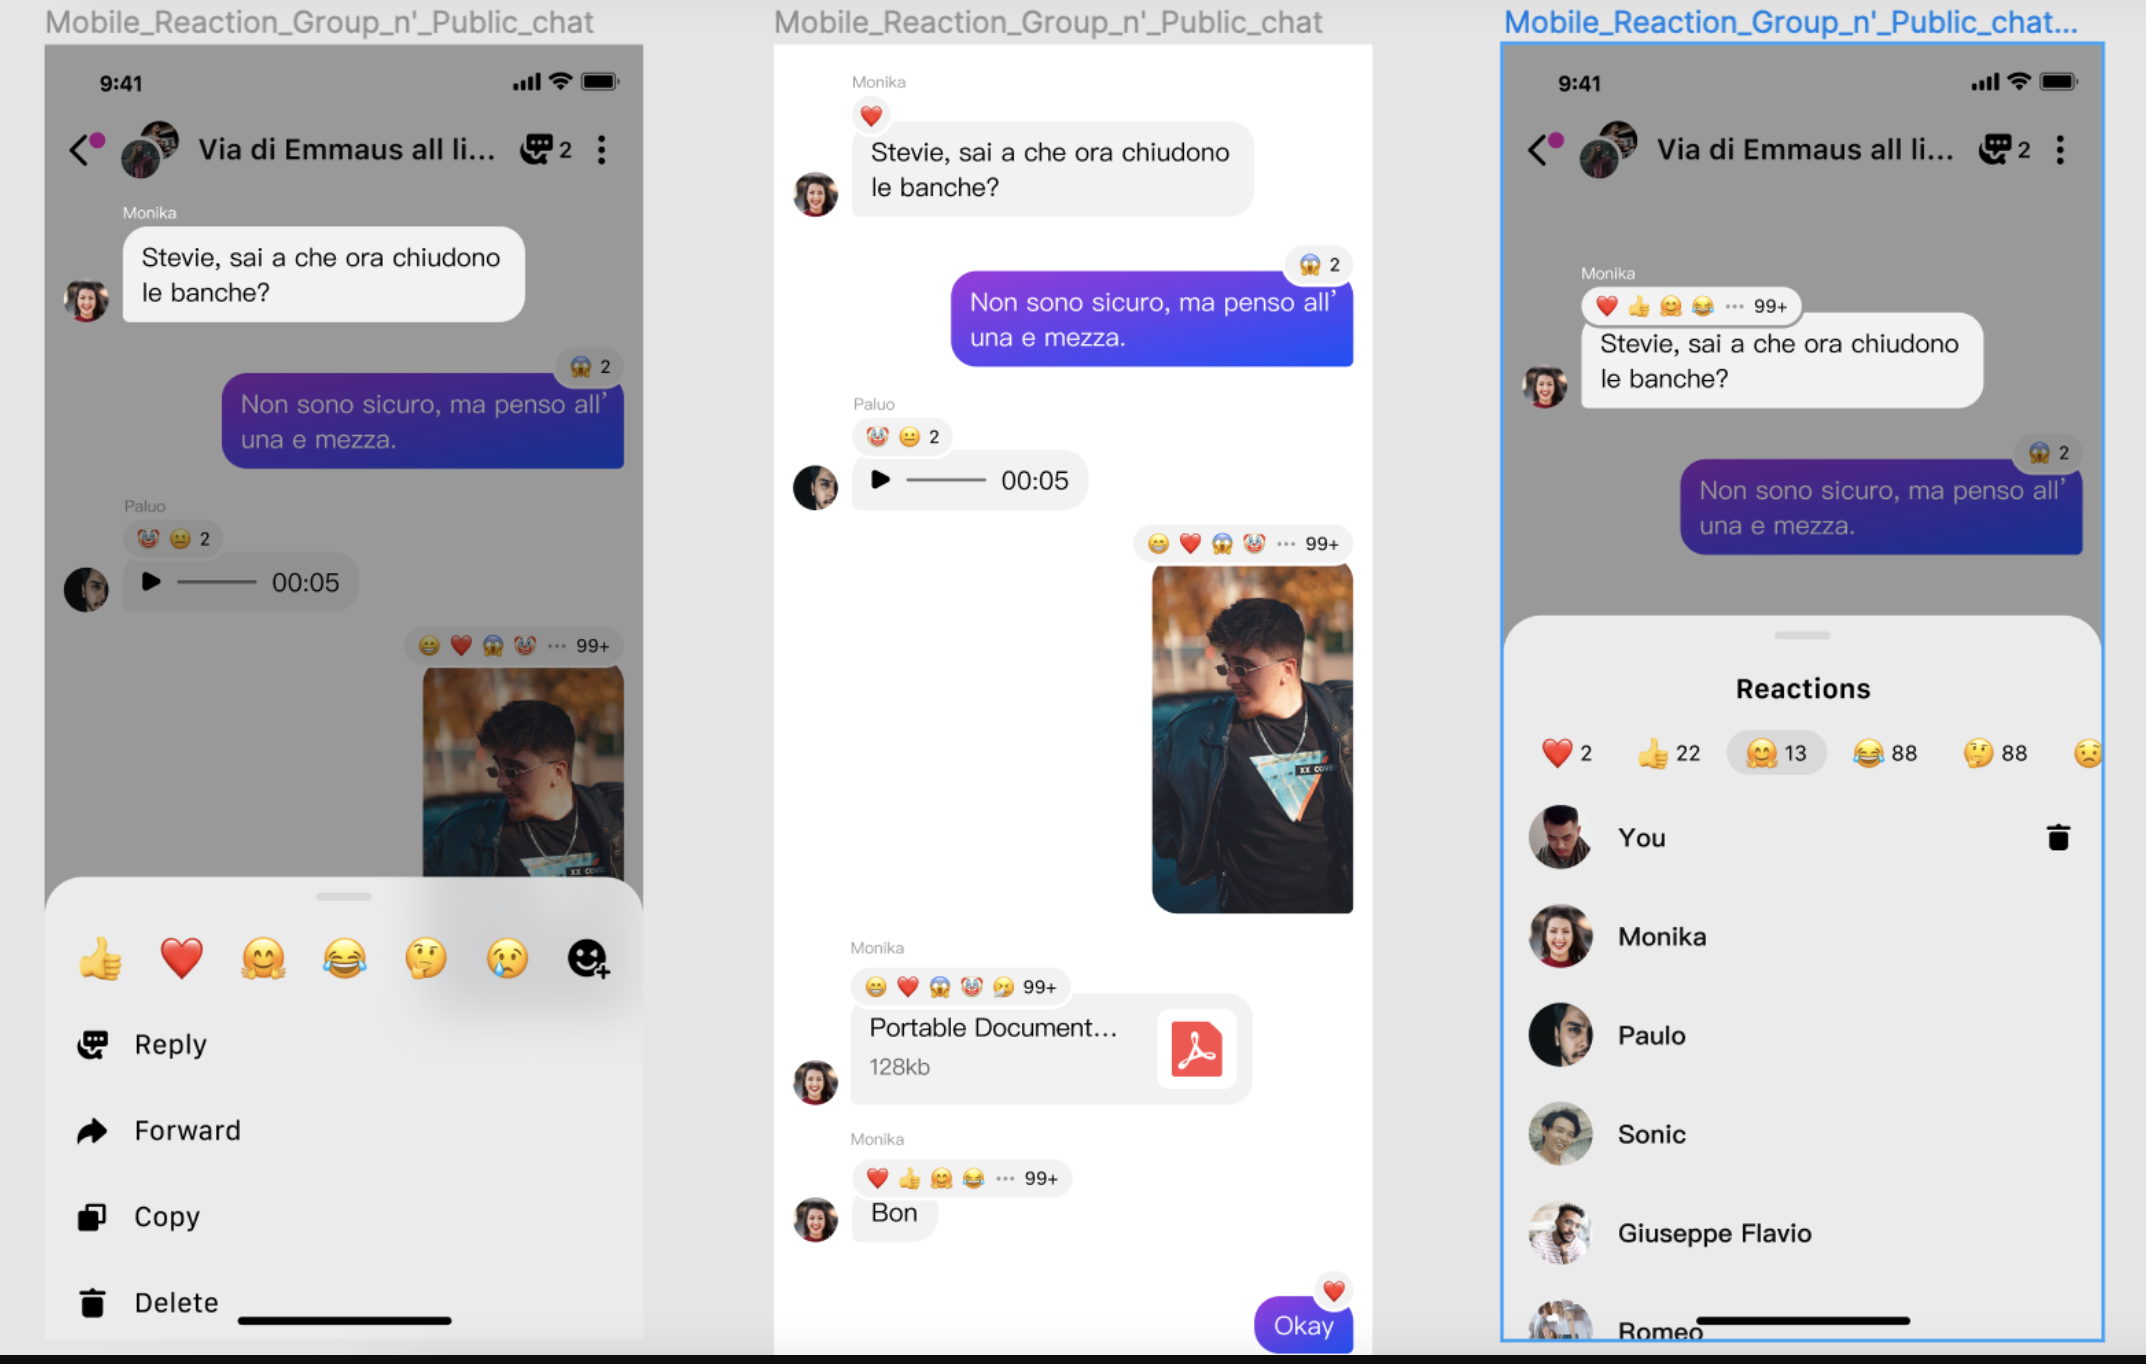 Mobile_Reaction_Group_n'_Public_chat
9:41
Via di Emmaus all li...
2
Monika
Stevie, sai a che ora chiudono
le banche?
2
Non sono sicuro, ma penso all’
una e mezza.
Paluo
2
00:05
99+
XX COVE
Reply
Forward
Copy
Delete
Mobile_Reaction_Group_n'_Public_chat
Monika
Stevie, sai a che ora chiudono
le banche?
2
Non sono sicuro, ma penso all’
una e mezza.
Paluo
2
00:05
99+
XX COVE
Monika
99+
Portable Document...
128kb
Monika
99+
Bon
Okay
Mobile_Reaction_Group_n'_Public_chat...
9:41
Via di Emmaus all li...
2
Monika
99+
Stevie, sai a che ora chiudono
le banche?
2
Non sono sicuro, ma penso all’
una e mezza.
Reactions
2 22 13 88 88
You
Monika
Paulo
Sonic
Giuseppe Flavio
Romeo